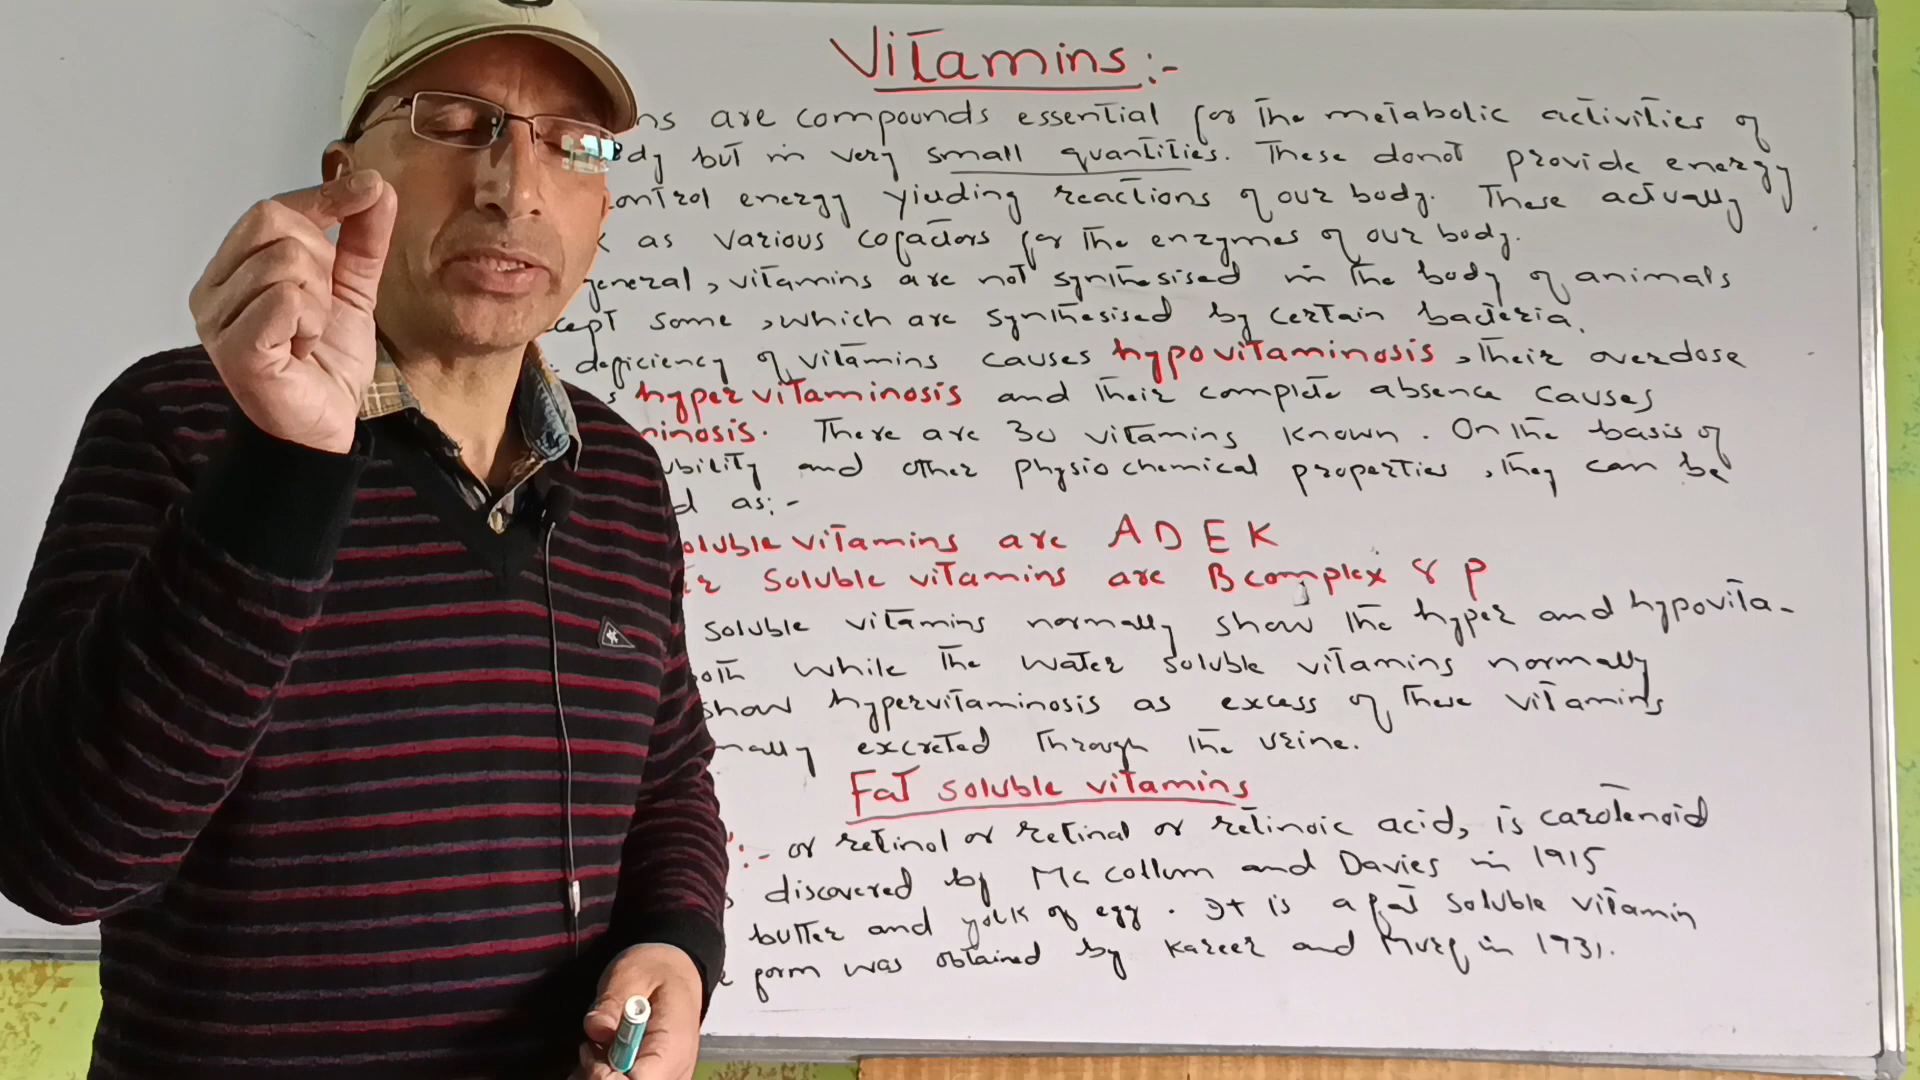 Vitamins:-
ns are compounds essential for the metabolic activities of
dy but in very small quantities. These donot provide energy
ontrol energy yielding reactions of our body. These actually
k as various cofactors for the enzymes of our body.
general, vitamins are not synthesised in the body of animals
cept some, which are synthesised by certain bacteria.
deficiency of vitamins causes hypovitaminosis, their overdose
s hypervitaminosis and their complete absence causes
minosis. There are 30 vitamins known. On the basis of
ubility and other physiochemical properties, they can be
d as:-
oluble vitamins are A D E K
er soluble vitamins are B complex & P
soluble vitamins normally show the hyper and hypovita-
oth while the water soluble vitamins normally
show hypervitaminosis as excess of these vitamins
mally excreted through the urine.
Fat soluble vitamins
:- or retinol or retinal or retinoic acid, is carotenoid
s discovered by Mc Collum and Davies in 1915
butter and yolk of egg. It is a fat soluble vitamin
e form was obtained by Kareer and Murf in 1931.